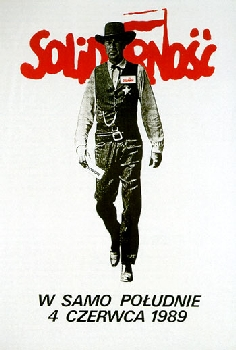 SOLIDARNOŚĆ
W SAMO POŁUDNIE
4 CZERWCA 1989